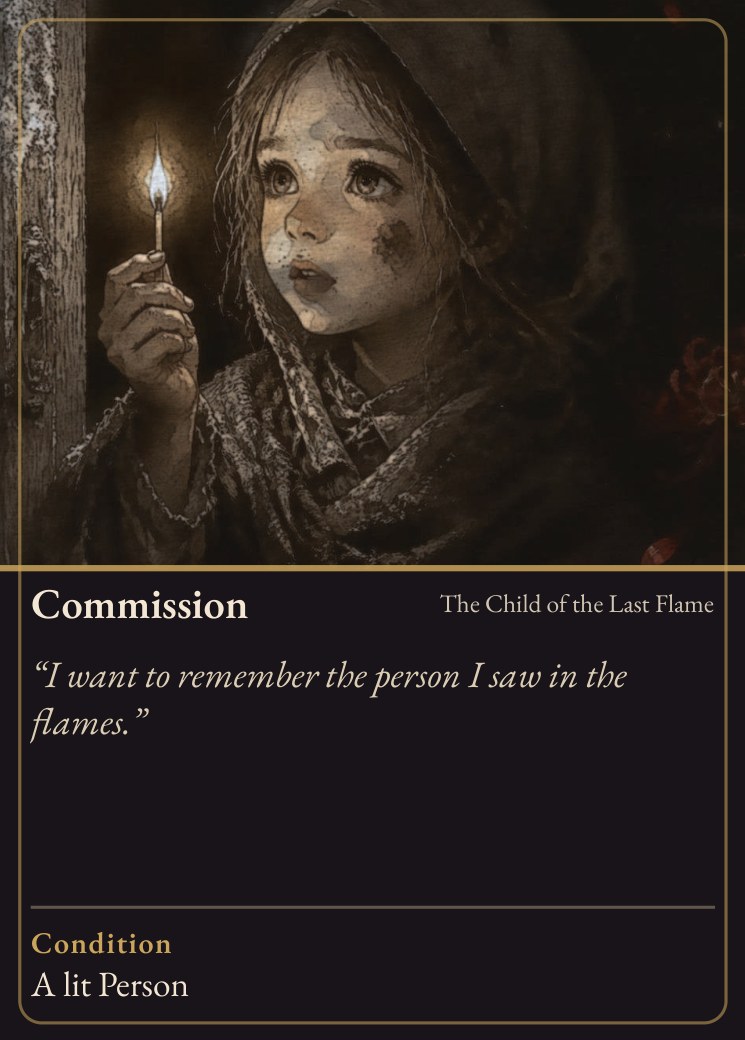 Commission
The Child of the Last Flame
“I want to remember the person I saw in the
flames.”
Condition
A lit Person